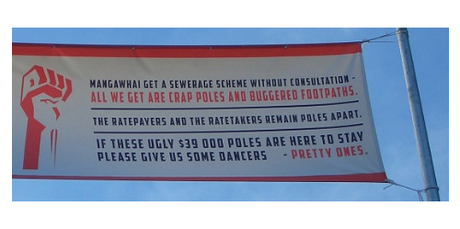 MANGAWHAI GET A SEWERAGE SCHEME WITHOUT CONSULTATION -
ALL WE GET ARE CRAP POLES AND BUGGERED FOOTPATHS.
THE RATEPAYERS AND THE RATETAKERS REMAIN POLES APART.
IF THESE UGLY $39 000 POLES ARE HERE TO STAY
PLEASE GIVE US SOME DANCERS - PRETTY ONES.